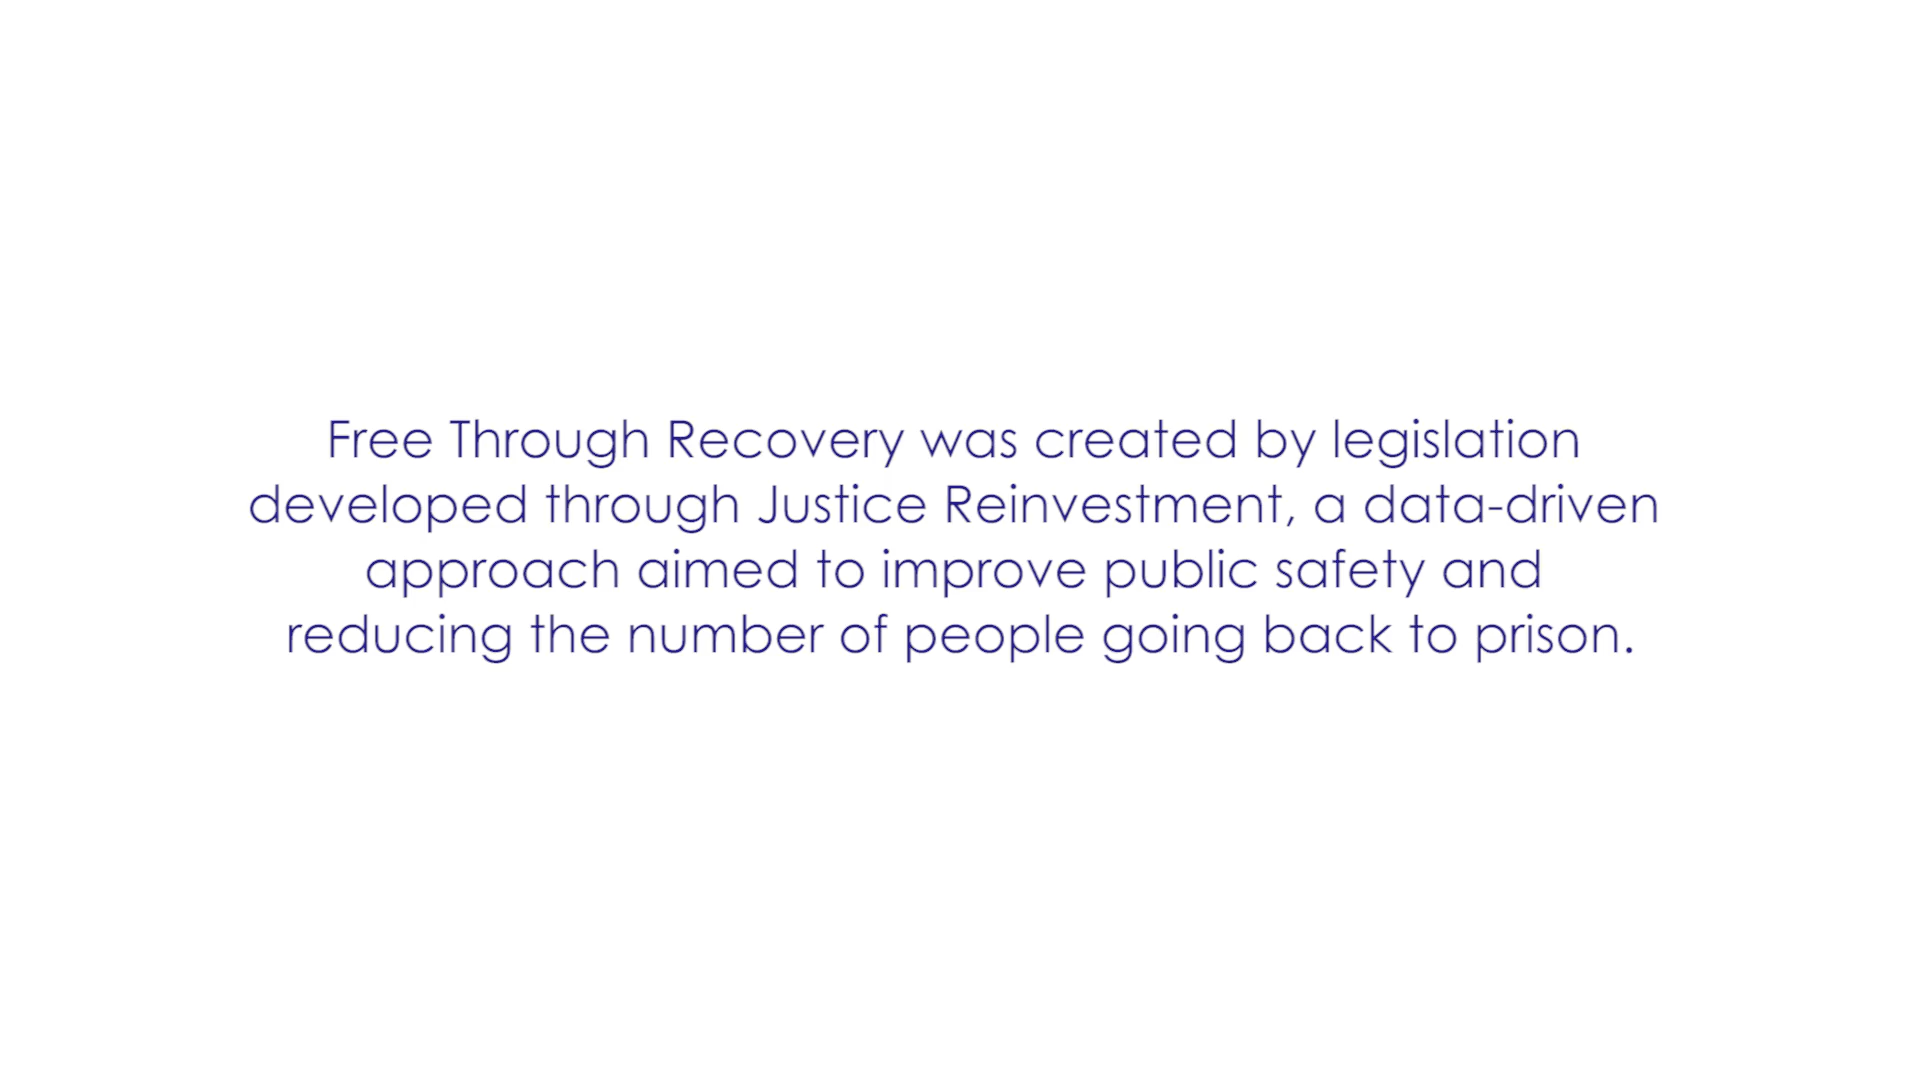 Free Through Recovery was created by legislation
developed through Justice Reinvestment, a data-driven
approach aimed to improve public safety and
reducing the number of people going back to prison.